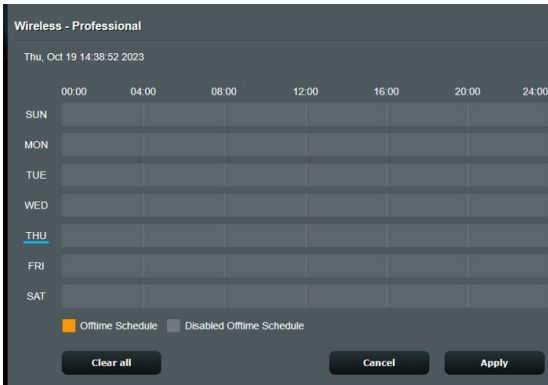 Wireless - Professional
Thu, Oct 19 14:38:52 2023
00:00 04:00 08:00 12:00 16:00 20:00 24:00
SUN
MON
TUE
WED
THU
FRI
SAT
Offtime Schedule Disabled Offtime Schedule
Clear all Cancel Apply